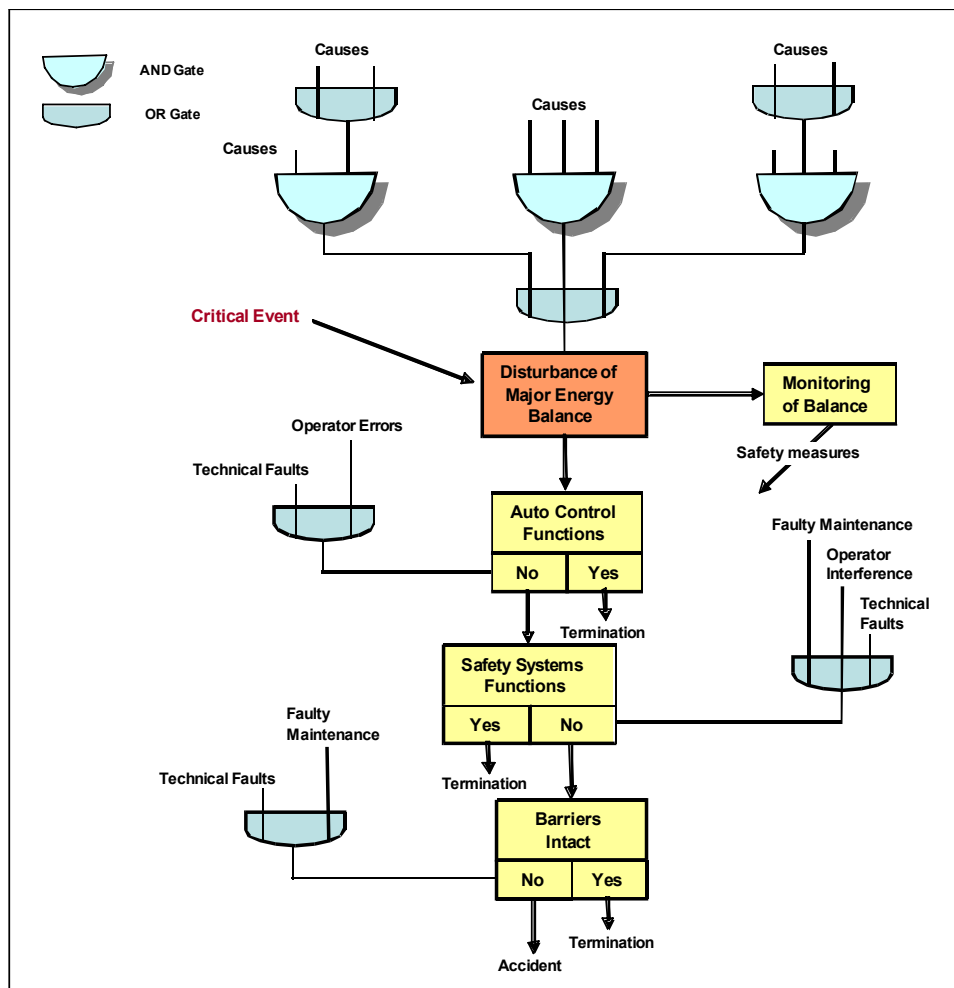 Causes
Causes
AND Gate
Causes
OR Gate
Causes
Critical Event
Disturbance of
Major Energy
Balance
Monitoring
of Balance
Operator Errors
Safety measures
Technical Faults
Auto Control
Functions
Faulty Maintenance
Operator
Interference
No
Yes
Technical
Faults
Termination
Safety Systems
Functions
Faulty
Maintenance
Yes
No
Technical Faults
Termination
Barriers
Intact
No
Yes
Termination
Accident